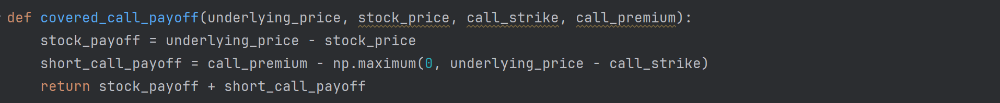 def covered_call_payoff(underlying_price, stock_price, call_strike, call_premium):
    stock_payoff = underlying_price - stock_price
    short_call_payoff = call_premium - np.maximum(0, underlying_price - call_strike)
    return stock_payoff + short_call_payoff